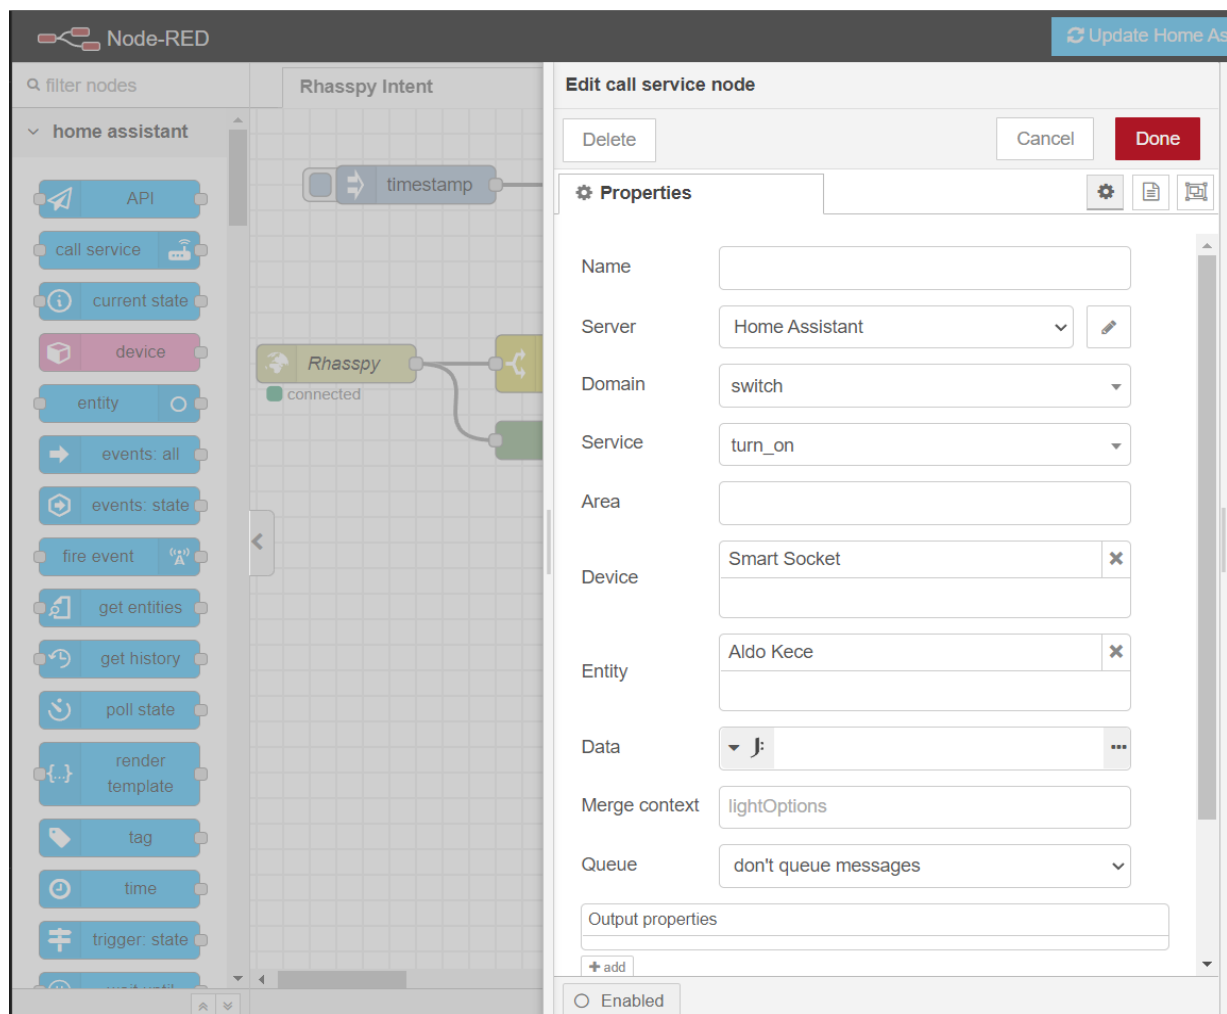 Node-RED
Update Home As
filter nodes
Rhasspy Intent
Edit call service node
home assistant
Delete
Cancel
Done
Properties
API
call service
current state
device
entity
events: all
events: state
fire event
get entities
get history
poll state
render
template
tag
time
trigger: state
timestamp
Rhasspy
connected
Name
Server
Home Assistant
Domain
switch
Service
turn_on
Area
Device
Smart Socket
Entity
Aldo Kece
Data
J:
Merge context
lightOptions
Queue
don't queue messages
Output properties
add
Enabled